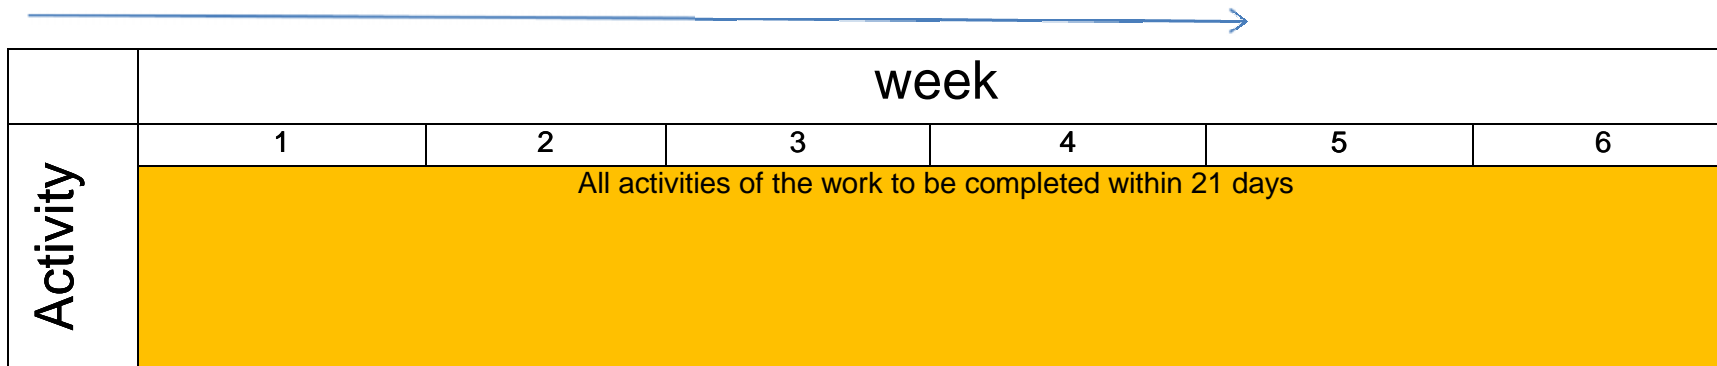 week
1 2 3 4 5 6
Activity
All activities of the work to be completed within 21 days